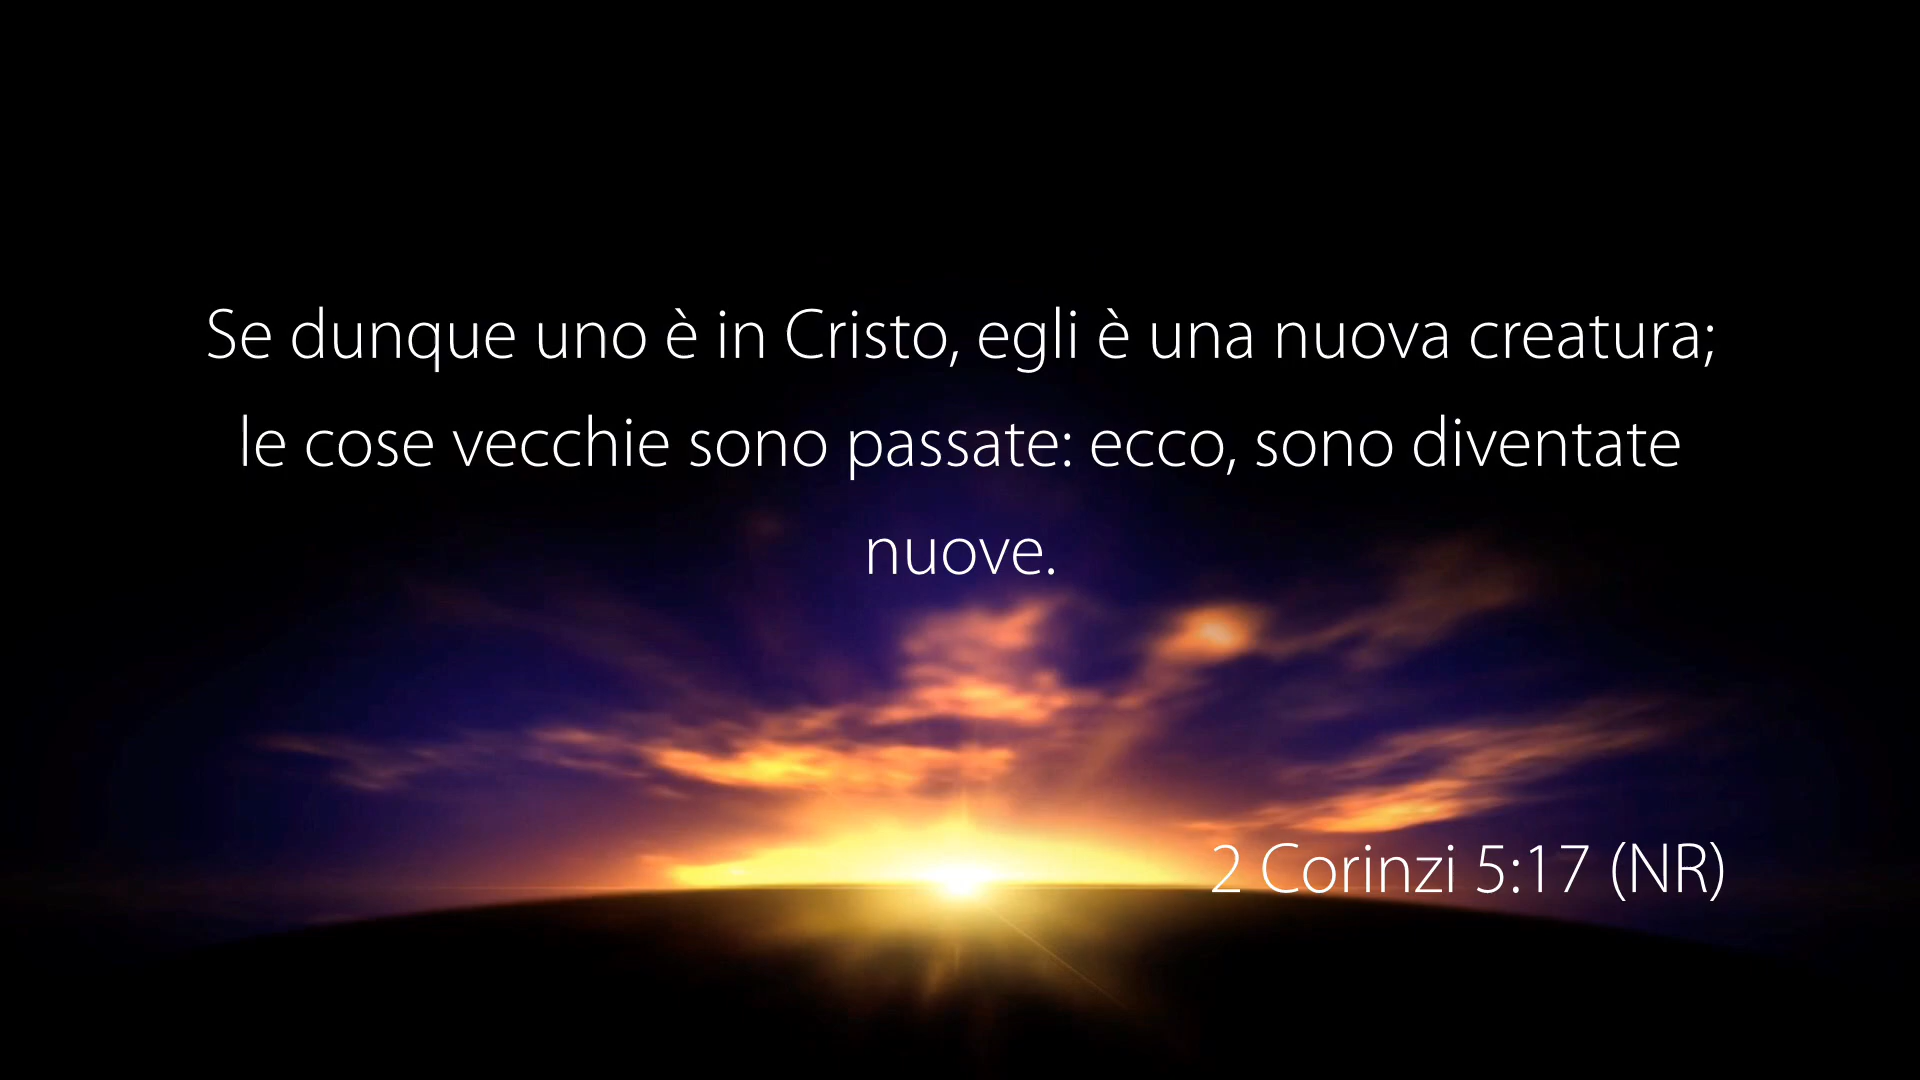 Se dunque uno è in Cristo, egli è una nuova creatura;
le cose vecchie sono passate: ecco, sono diventate
nuove.
2 Corinzi 5:17 (NR)